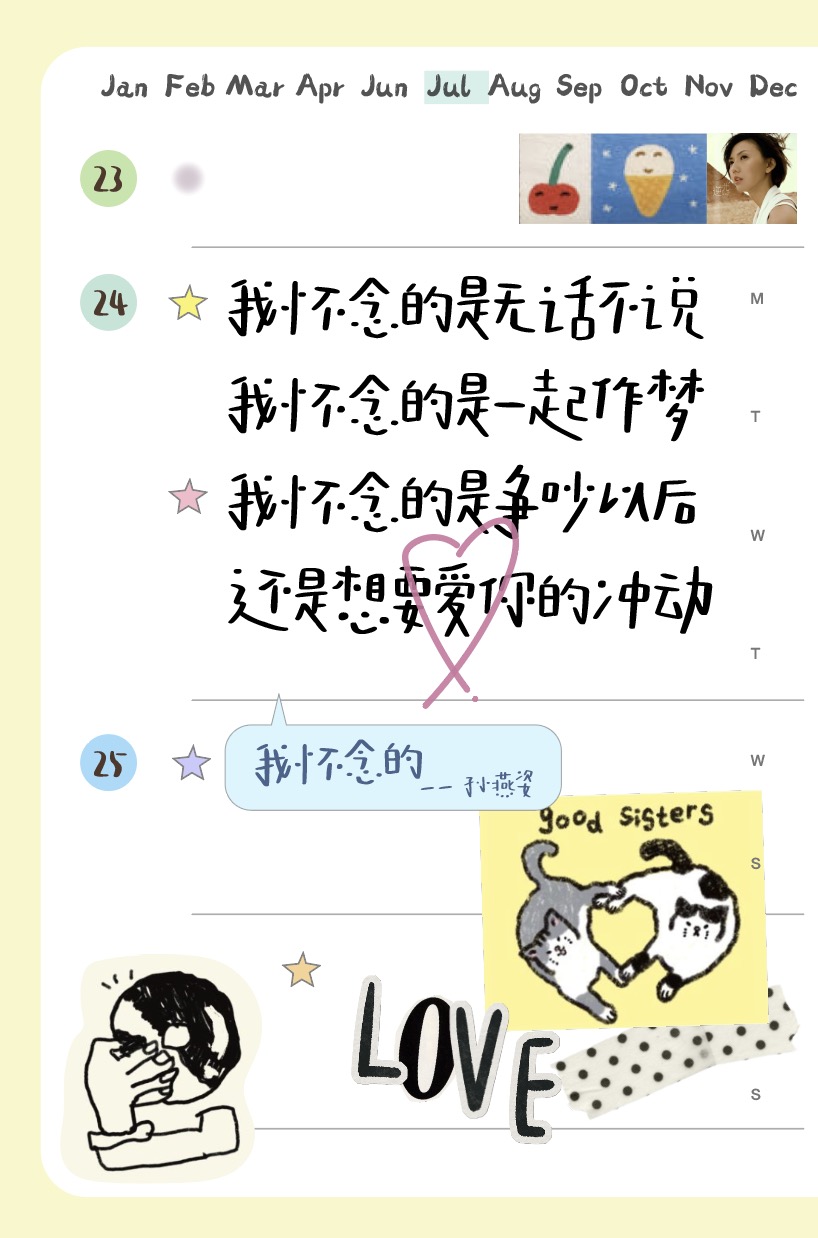 Jan Feb Mar Apr Jun Jul Aug Sep Oct Nov Dec
23
24
我怀念的是无话不说
M
我怀念的是一起作梦
T
我怀念的是争吵以后
W
还是想要爱你的冲动
T
25
我怀念的
W
—— 孙燕姿
good sisters
S
LOVE
S